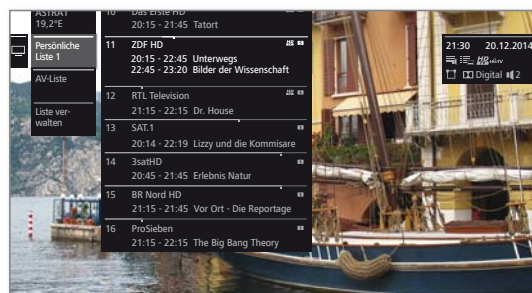 ASTRA1
19,2°E
Persönliche
Liste 1
AV-Liste
Liste ver-
walten
10 Das Erste HD
20:15 - 21:45 Tatort
11 ZDF HD
20:15 - 22:45 Unterwegs
22:45 - 23:20 Bilder der Wissenschaft
12 RTL Television
21:15 - 22:15 Dr. House
13 SAT.1
20:14 - 22:19 Lizzy und die Kommisare
14 3satHD
20:45 - 21:45 Erlebnis Natur
15 BR Nord HD
21:15 - 21:45 Vor Ort - Die Reportage
16 ProSieben
21:15 - 22:15 The Big Bang Theory
21:30 20.12.2014
Digital 2